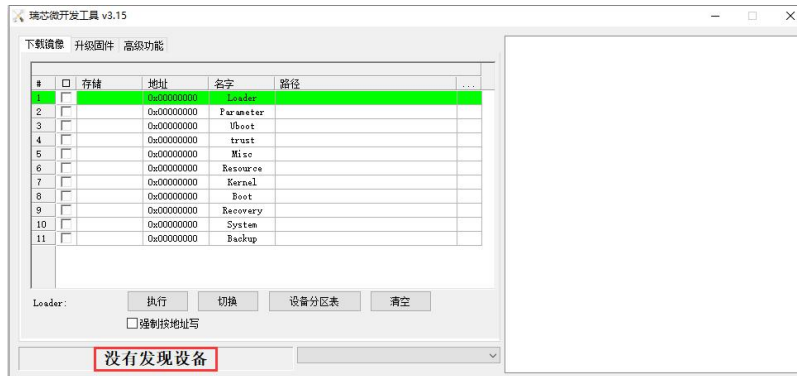 瑞芯微开发工具 v3.15
下载镜像 升级固件 高级功能
# 存储 地址 名字 路径 ...
1 0x00000000 Loader
2 0x00000000 Parameter
3 0x00000000 Uboot
4 0x00000000 trust
5 0x00000000 Misc
6 0x00000000 Resource
7 0x00000000 Kernel
8 0x00000000 Boot
9 0x00000000 Recovery
10 0x00000000 System
11 0x00000000 Backup
Loader: 执行 切换 设备分区表 清空
强制按地址写
没有发现设备